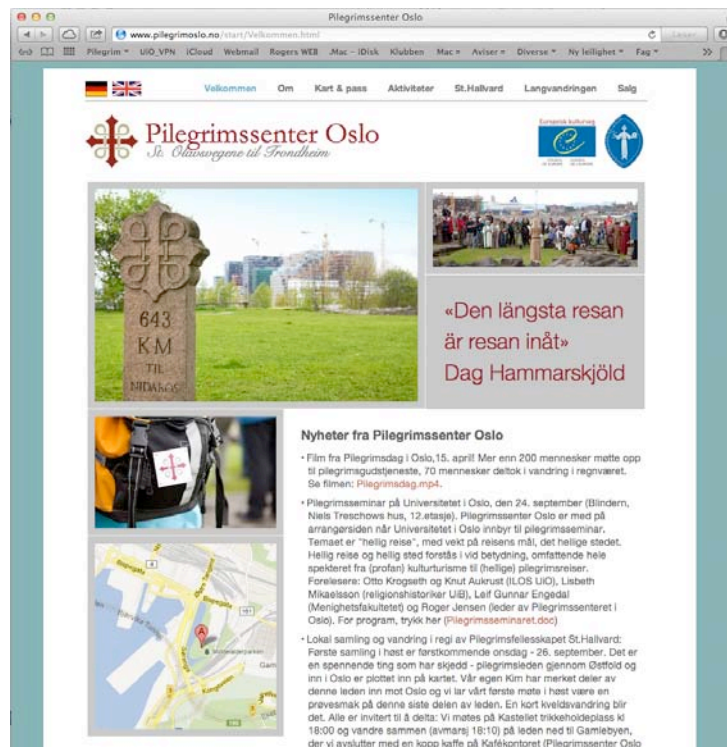 Pilegrimssenter Oslo
www.pilegrimoslo.no/start/Velkommen.html
Leser
Pilegrim UiO_VPN iCloud Webmail Rogers WEB .Mac – iDisk Klubben Mac Aviser Diverse Ny leilighet Fag
Velkommen Om Kart & pass Aktiviteter St.Hallvard Langvandringen Salg
Pilegrimssenter Oslo
St. Olavsvegene til Trondheim
Europeisk kulturveg
643
KM
TIL
NIDAROS
«Den längsta resan
är resan inåt»
Dag Hammarskjöld
Nyheter fra Pilegrimssenter Oslo
• Film fra Pilegrimsdag i Oslo,15. april! Mer enn 200 mennesker møtte opp
til pilegrimsgudstjeneste, 70 mennesker deltok i vandring i regnværet.
Se filmen: Pilegrimsdag.mp4.
• Pilegrimsseminar på Universitetet i Oslo, den 24. september (Blindern,
Niels Treschows hus, 12.etasje). Pilegrimssenter Oslo er med på
arrangørsiden når Universitetet i Oslo innbyr til pilegrimsseminar.
Temaet er "hellig reise", med vekt på reisens mål, det hellige stedet.
Hellig reise og hellig sted forstås i vid betydning, omfattende hele
spekteret fra (profan) kulturturisme til (hellige) pilegrimsreiser.
Forelesere: Otto Krogseth og Knut Aukrust (ILOS UiO), Lisbeth
Mikaelsson (religionshistoriker UiB), Leif Gunnar Engedal
(Menighetsfakultetet) og Roger Jensen (leder av Pilegrimssenteret i
Oslo). For program, trykk her (Pilegrimsseminaret.doc)
• Lokal samling og vandring i regi av Pilegrimsfellesskapet St.Hallvard:
Første samling i høst er førstkommende onsdag - 26. september. Det er
en spennende ting som har skjedd - pilegrimsleden gjennom Østfold og
inn i Oslo er plottet inn på kartet. Vår egen Kim har merket deler av
denne leden inn mot Oslo og vi lar vårt første møte i høst være en
prøvesmak på denne siste delen av leden. En kort kveldsvandring blir
det. Alle er invitert til å delta: Vi møtes på Kastellet trikkeholdeplass kl
18:00 og vandre sammen (avmarsj 18:10) på leden ned til Gamlebyen,
der vi avslutter med en kopp kaffe på Kafékontoret (Pilegrimssenter Oslo
Bispegata
A
Middelalderparken
Kongsveien